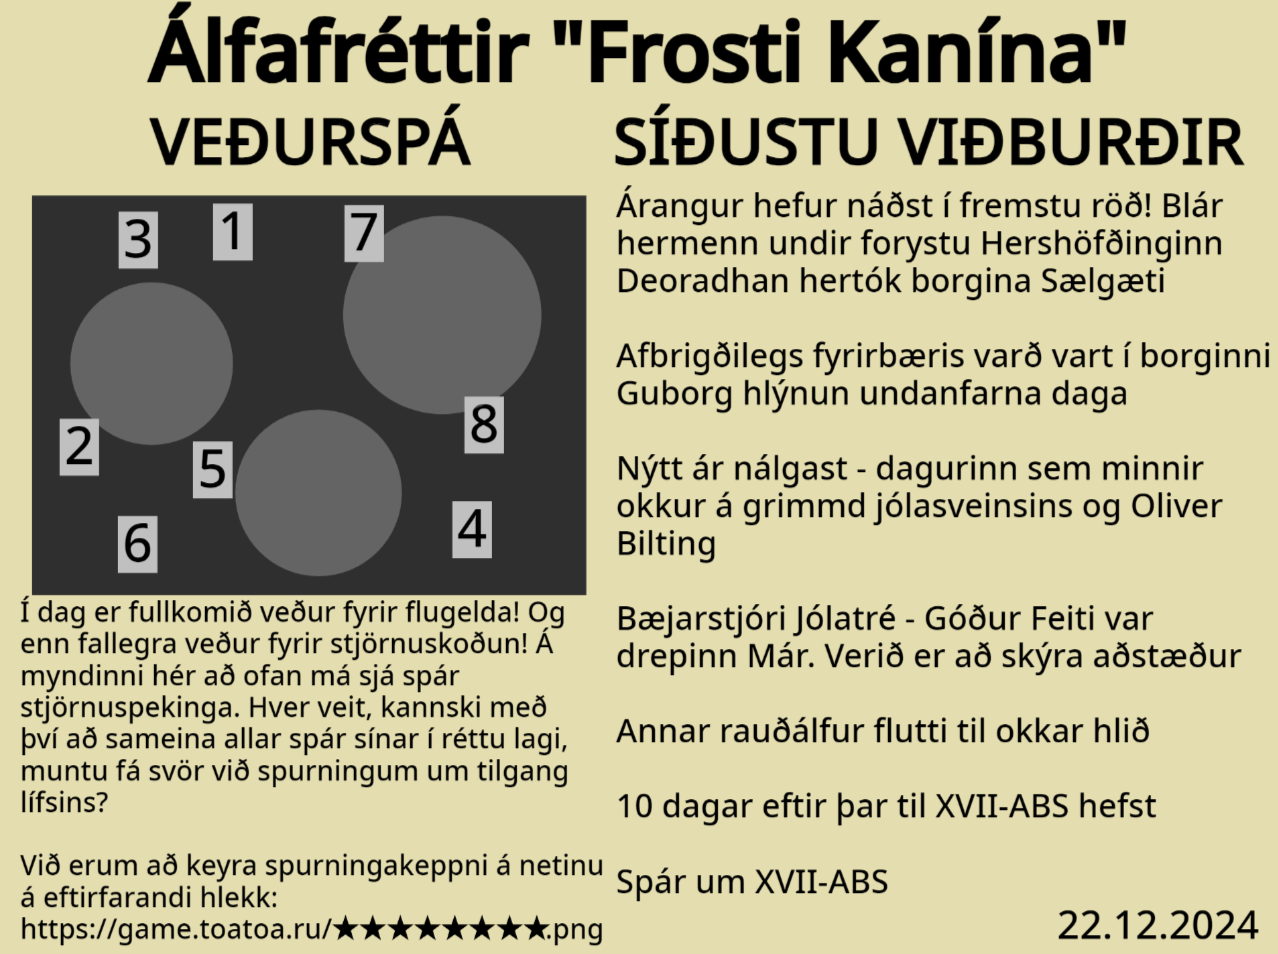 Álfafréttir "Frosti Kanína"
VEÐURSPÁ
3
1
7
2
5
8
6
4
Í dag er fullkomið veður fyrir flugelda! Og
enn fallegra veður fyrir stjörnuskoðun! Á
myndinni hér að ofan má sjá spár
stjörnuspekinga. Hver veit, kannski með
því að sameina allar spár sínar í réttu lagi,
muntu fá svör við spurningum um tilgang
lífsins?
Við erum að keyra spurningakeppni á netinu
á eftirfarandi hlekk:
https://game.toatoa.ru/★★★★★★★★.png
SÍÐUSTU VIÐBURÐIR
Árangur hefur náðst í fremstu röð! Blár
hermenn undir forystu Hershöfðinginn
Deoradhan hertók borgina Sælgæti
Afbrigðilegs fyrirbæris varð vart í borginni
Guborg hlýnun undanfarna daga
Nýtt ár nálgast - dagurinn sem minnir
okkur á grimmd jólasveinsins og Oliver
Bilting
Bæjarstjóri Jólatré - Góður Feiti var
drepinn Már. Verið er að skýra aðstæður
Annar rauðálfur flutti til okkar hlið
10 dagar eftir þar til XVII-ABS hefst
Spár um XVII-ABS
22.12.2024